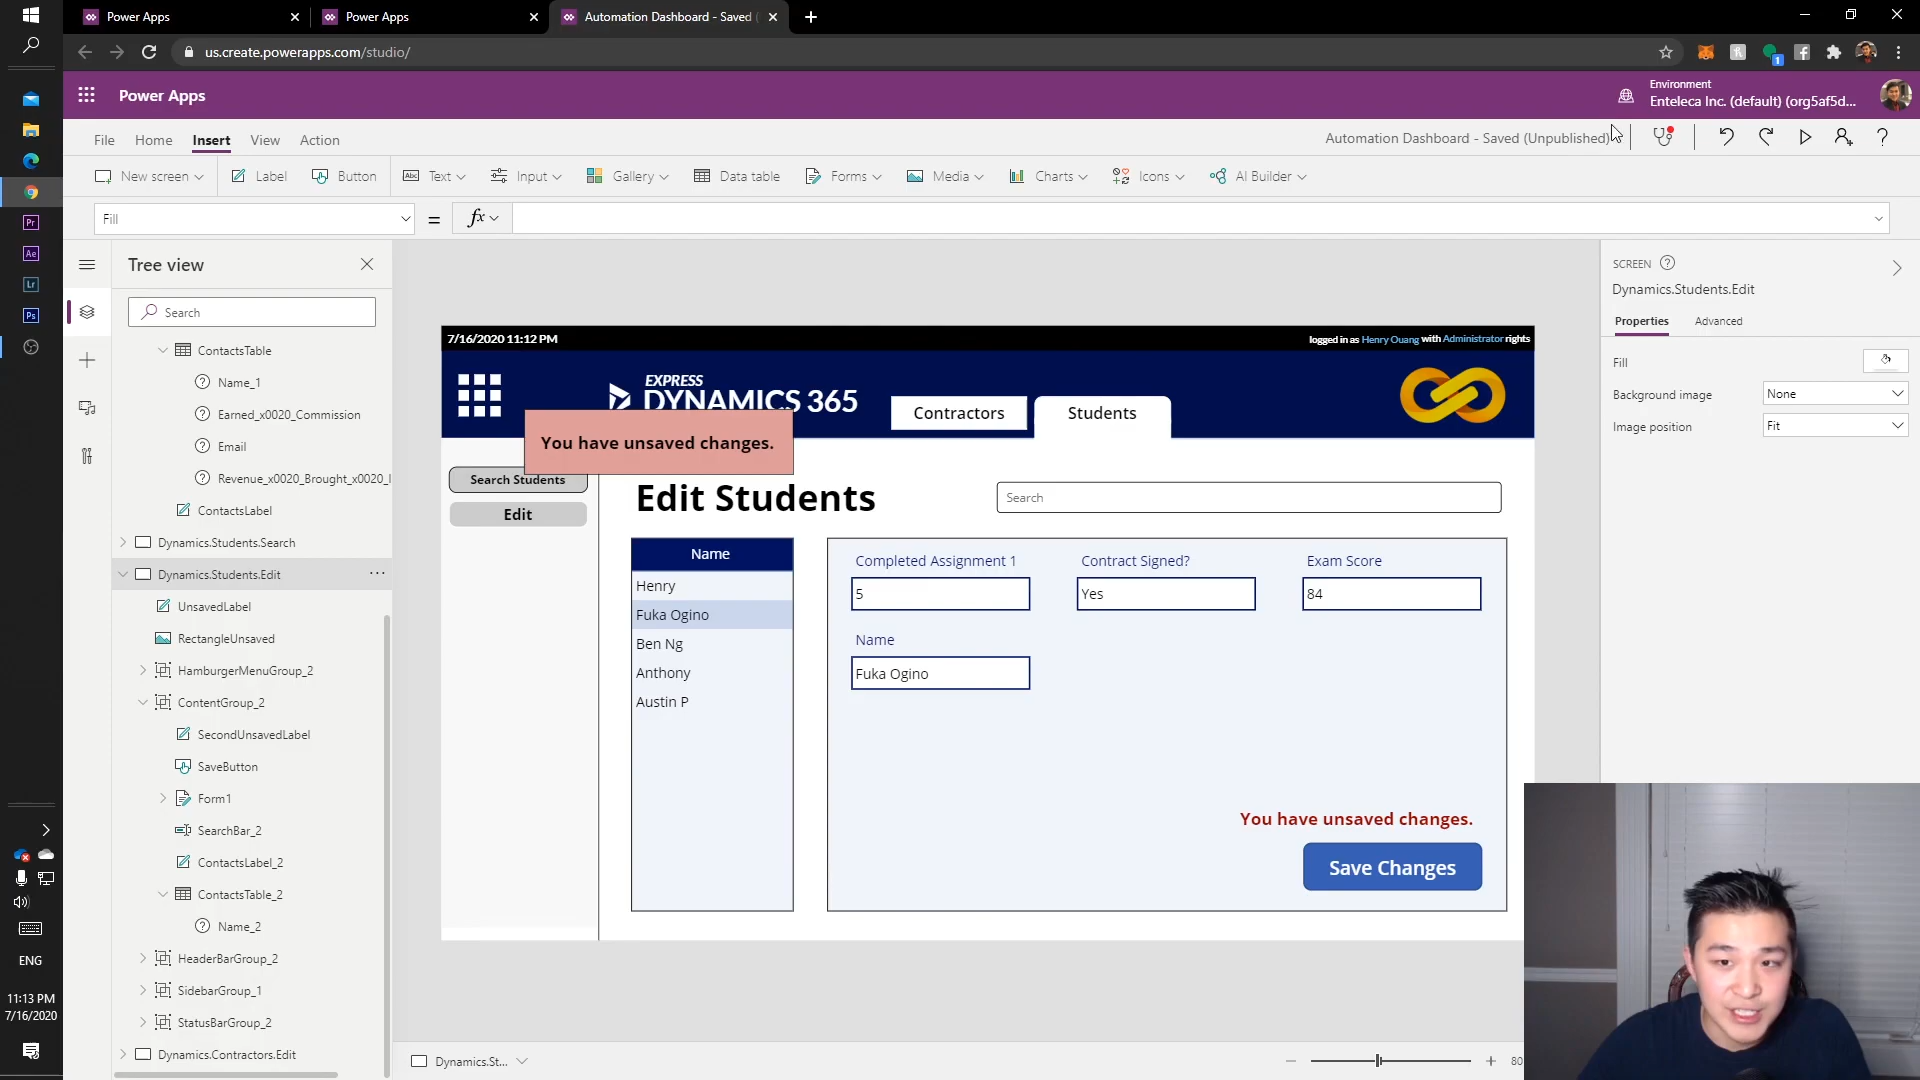 Power Apps
Power Apps
Automation Dashboard - Saved (
us.create.powerapps.com/studio/
Power Apps
Environment
Enteleca Inc. (default) (org5af5d...
File
Home
Insert
View
Action
Automation Dashboard - Saved (Unpublished)
New screen
Label
Button
Text
Input
Gallery
Data table
Forms
Media
Charts
Icons
AI Builder
Fill
=
fx
Tree view
Search
ContactsTable
Name_1
Earned_x0020_Commission
Email
Revenue_x0020_Brought_x0020_I
ContactsLabel
Dynamics.Students.Search
Dynamics.Students.Edit
UnsavedLabel
RectangleUnsaved
HamburgerMenuGroup_2
ContentGroup_2
SecondUnsavedLabel
SaveButton
Form1
SearchBar_2
ContactsLabel_2
ContactsTable_2
Name_2
HeaderBarGroup_2
SidebarGroup_1
StatusBarGroup_2
Dynamics.Contractors.Edit
7/16/2020 11:12 PM
logged in as Henry Ouang with Administrator rights
EXPRESS
DYNAMICS 365
Contractors
Students
You have unsaved changes.
Search Students
Edit
Edit Students
Search
Name
Henry
Fuka Ogino
Ben Ng
Anthony
Austin P
Completed Assignment 1
Contract Signed?
Exam Score
5
Yes
84
Name
Fuka Ogino
You have unsaved changes.
Save Changes
Dynamics.St...
80
SCREEN
Dynamics.Students.Edit
Properties
Advanced
Fill
Background image
None
Image position
Fit
Pr
Ae
Lr
Ps
ENG
11:13 PM
7/16/2020